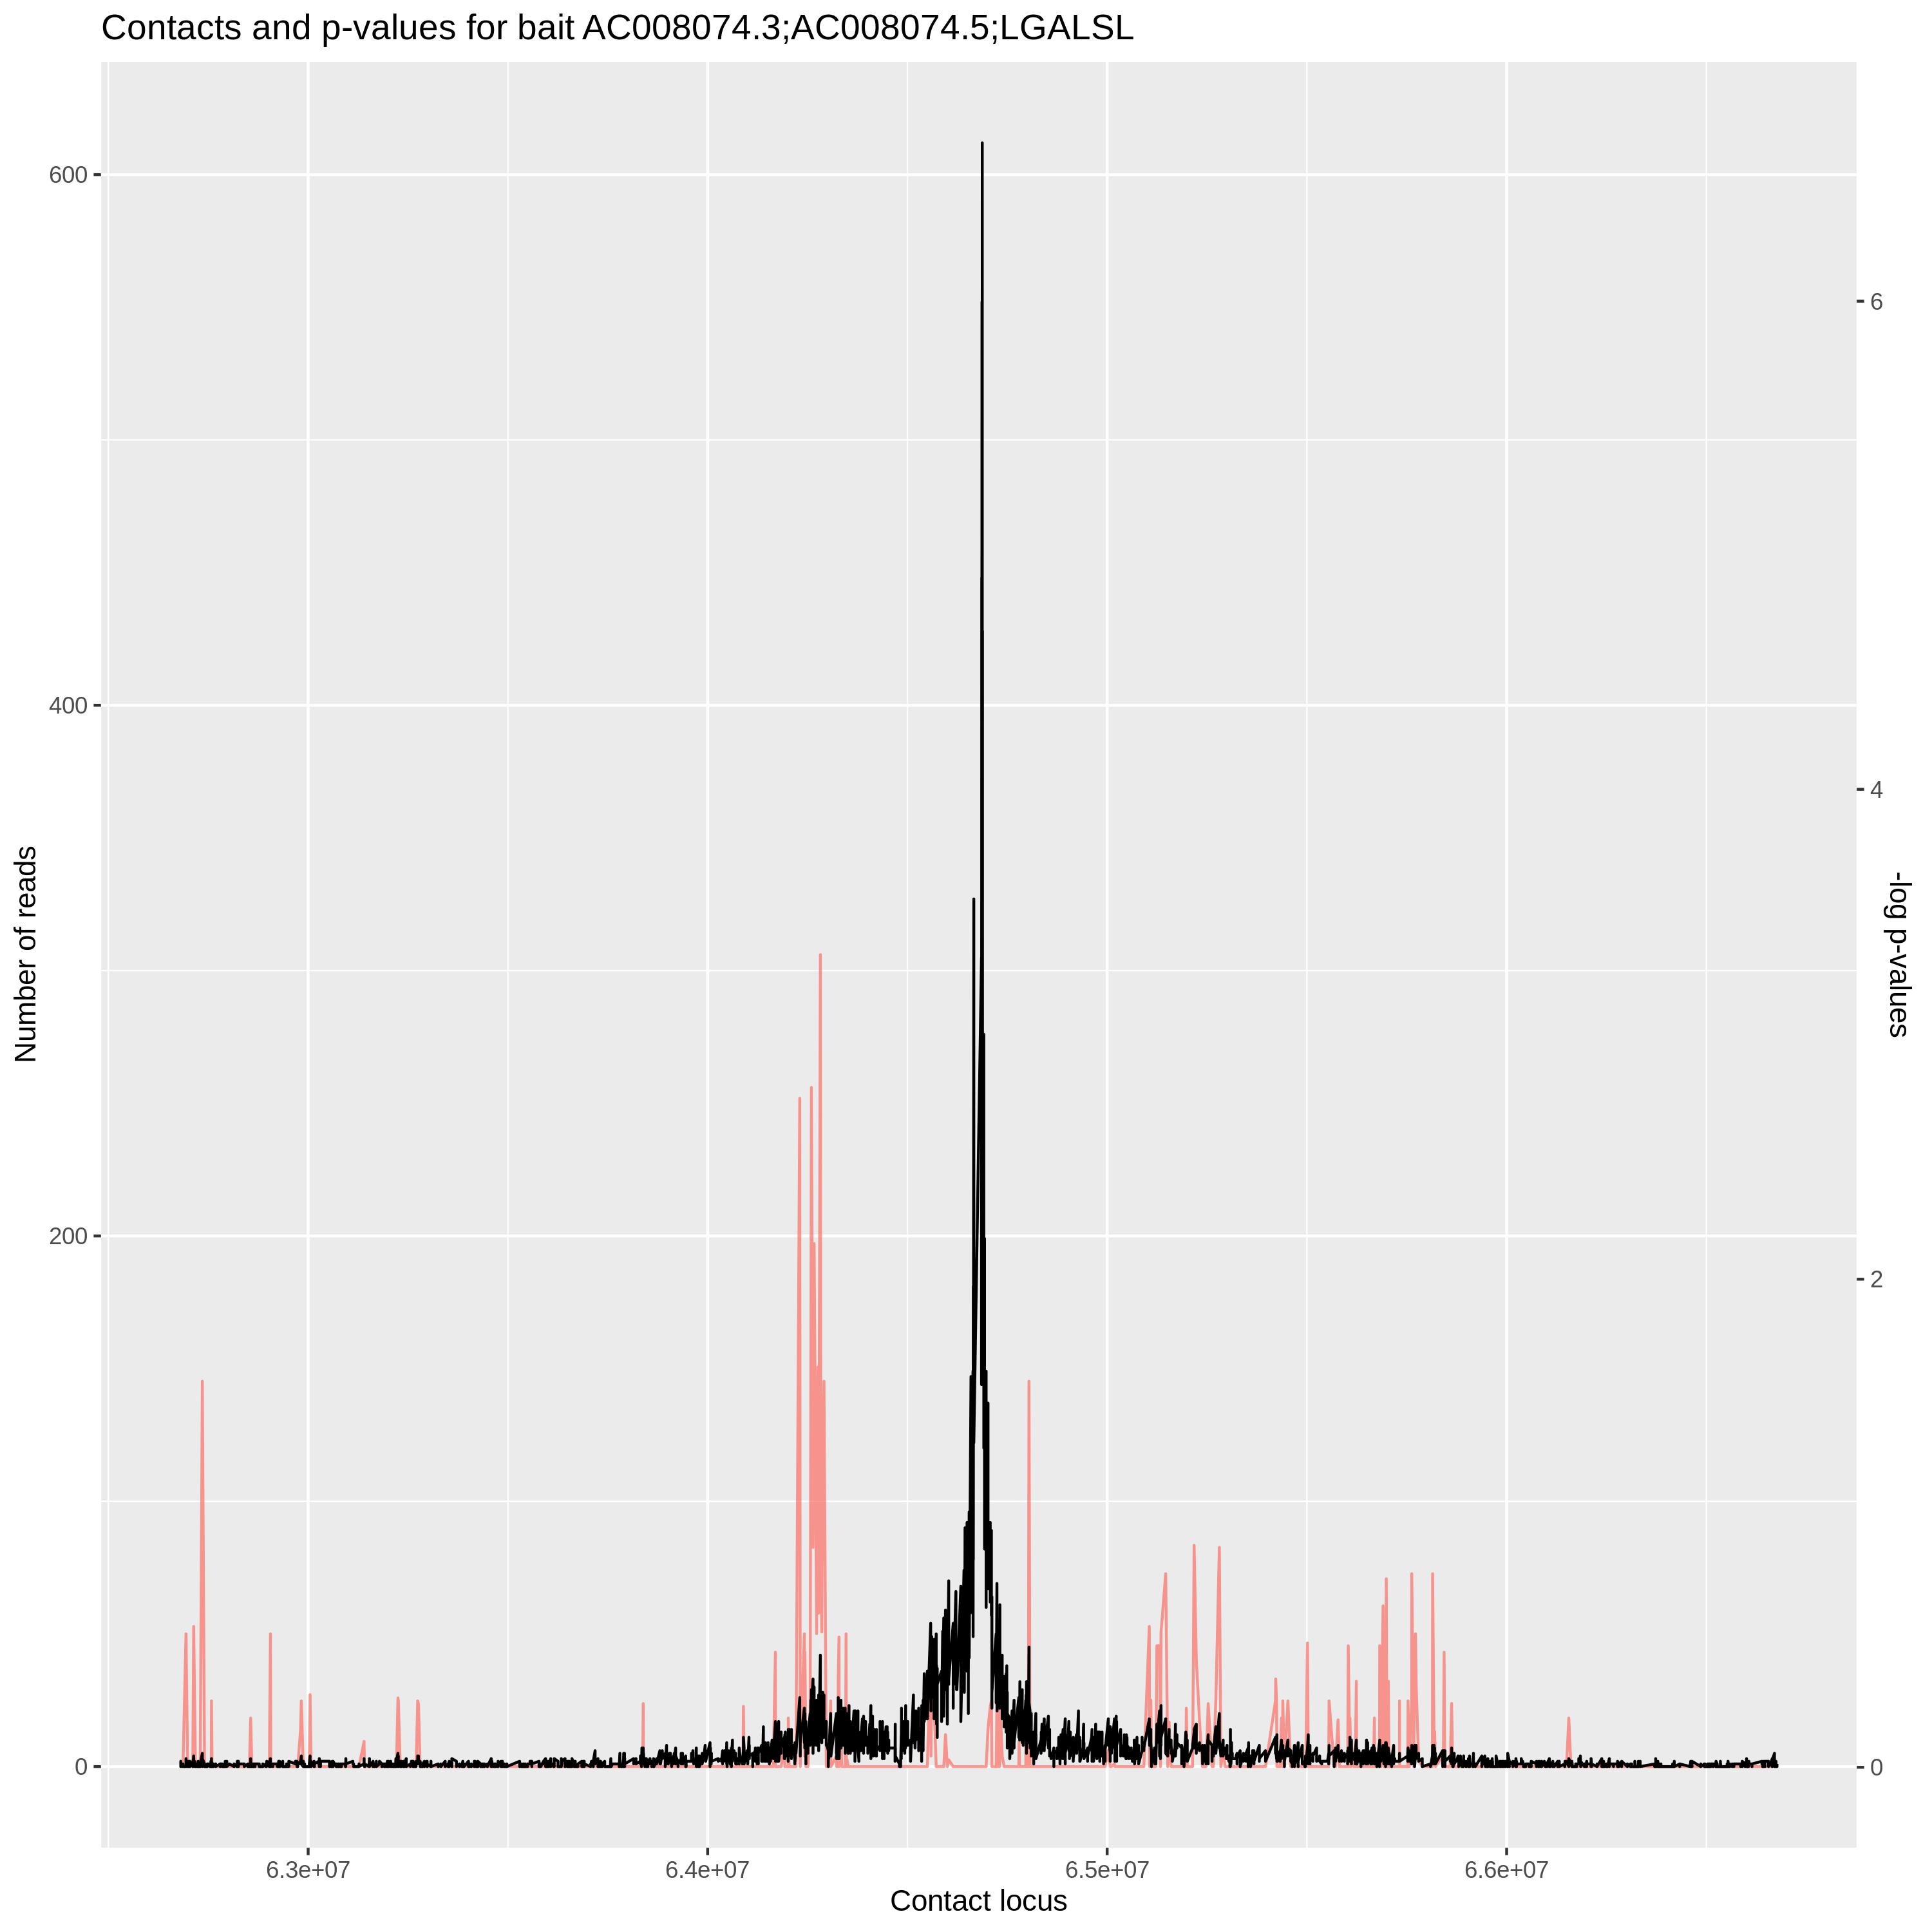 Contacts and p-values for bait AC008074.3;AC008074.5;LGALSL
600
400
200
0
Number of reads
6
4
2
0
-log p-values
6.3e+07
6.4e+07
6.5e+07
6.6e+07
Contact locus